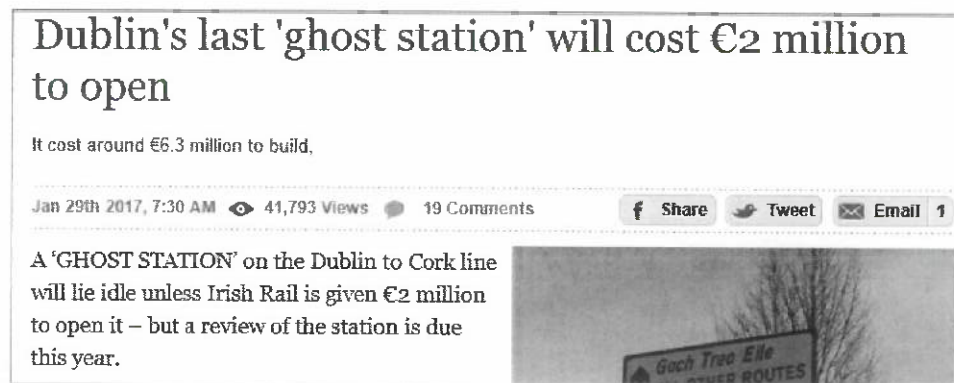 Dublin's last 'ghost station' will cost €2 million
to open
It cost around €6.3 million to build,
Jan 29th 2017, 7:30 AM 41,793 Views 19 Comments
Share Tweet Email 1
A 'GHOST STATION' on the Dublin to Cork line
will lie idle unless Irish Rail is given €2 million
to open it – but a review of the station is due
this year.
Gach Treo Eile
OTHER ROUTES